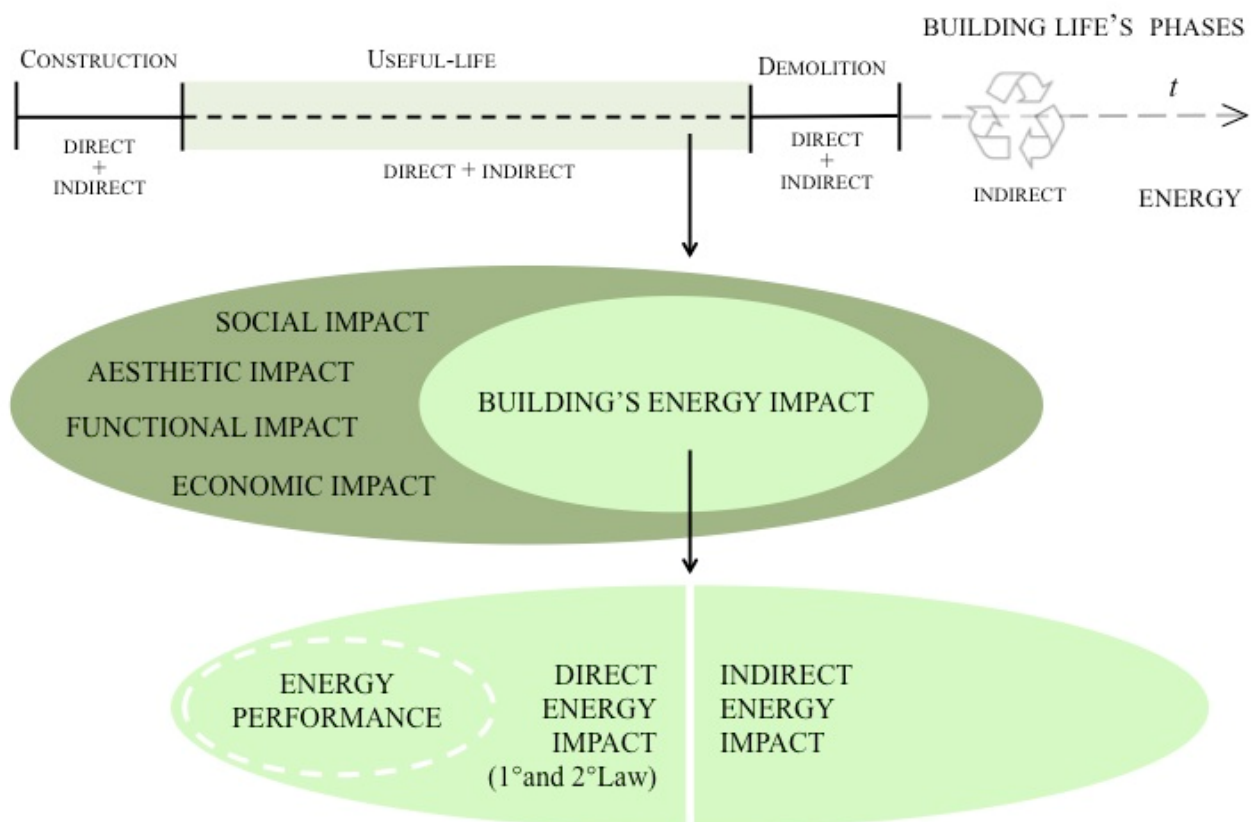 BUILDING LIFE'S PHASES
CONSTRUCTION
USEFUL-LIFE
DEMOLITION
t
DIRECT
+
INDIRECT
DIRECT + INDIRECT
DIRECT
+
INDIRECT
INDIRECT
ENERGY
SOCIAL IMPACT
AESTHETIC IMPACT
FUNCTIONAL IMPACT
ECONOMIC IMPACT
BUILDING'S ENERGY IMPACT
ENERGY
PERFORMANCE
DIRECT
ENERGY
IMPACT
(1°and 2°Law)
INDIRECT
ENERGY
IMPACT